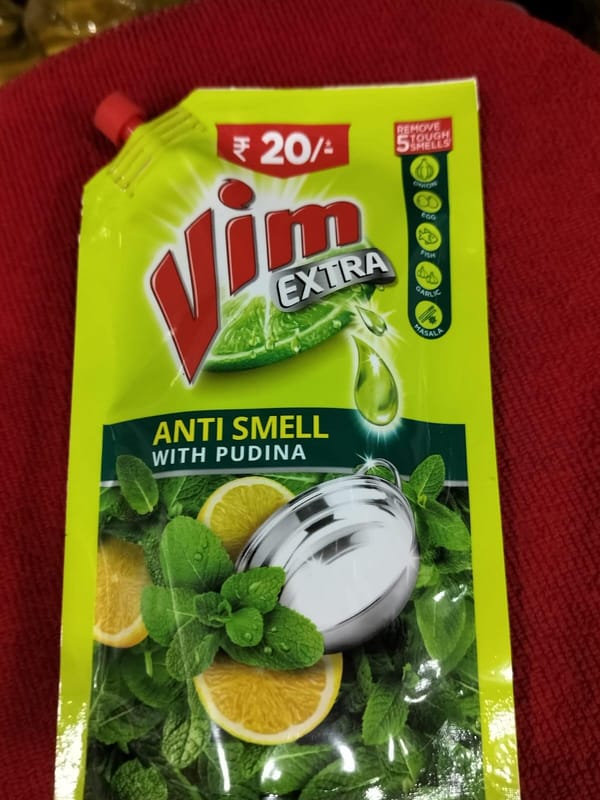 ₹ 20/-*
REMOVE
5 TOUGH
SMELLS
ONION
EGG
FISH
GARLIC
MASALA
Vim
EXTRA
ANTI SMELL
WITH PUDINA